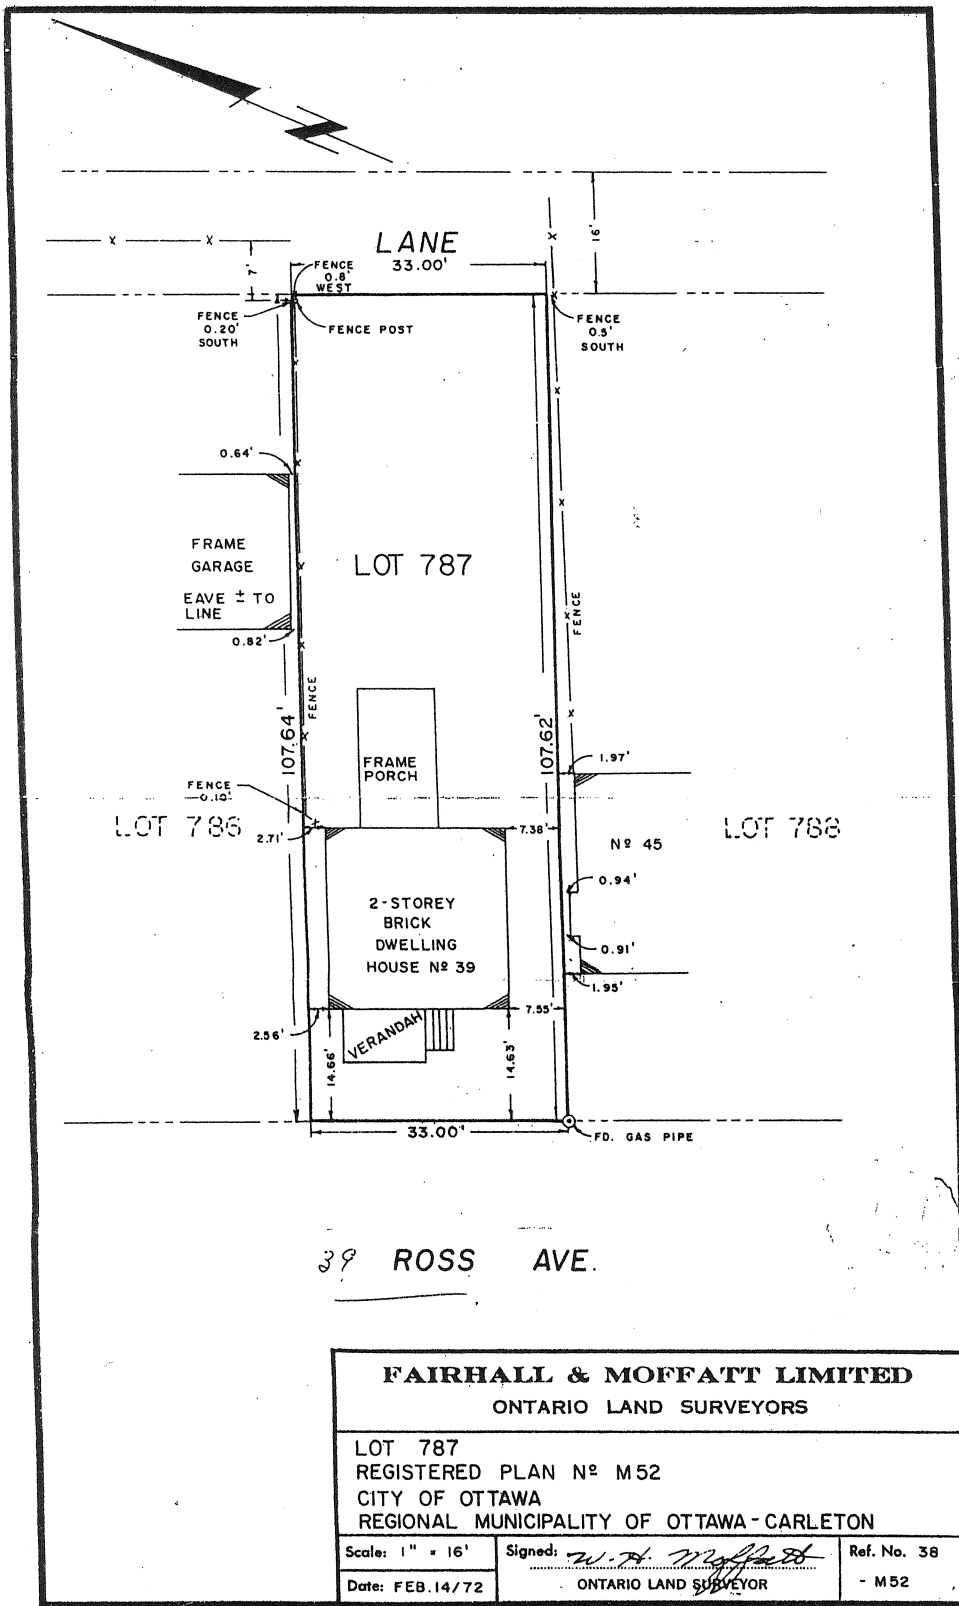 LANE
33.00'
16'
7'
FENCE
0.8'
WEST
FENCE
0.20'
SOUTH
FENCE POST
FENCE
0.5'
SOUTH
0.64'
FRAME
GARAGE
EAVE ± TO
LINE
0.82'
LOT 787
FENCE
FENCE
107.64'
107.62'
FRAME
PORCH
1.97'
FENCE
0.10'
LOT 786
2.71'
7.38'
Nº 45
LOT 788
0.94'
2-STOREY
BRICK
DWELLING
HOUSE Nº 39
0.91'
1.95'
2.56'
7.55'
VERANDAH
14.66'
14.63'
33.00'
FD. GAS PIPE
39 ROSS AVE.
FAIRHALL & MOFFATT LIMITED
ONTARIO LAND SURVEYORS
LOT 787
REGISTERED PLAN Nº M52
CITY OF OTTAWA
REGIONAL MUNICIPALITY OF OTTAWA-CARLETON
Scale: 1" = 16'
Signed: W. H. Moffatt
Ref. No. 38
- M52
Date: FEB.14/72
ONTARIO LAND SURVEYOR